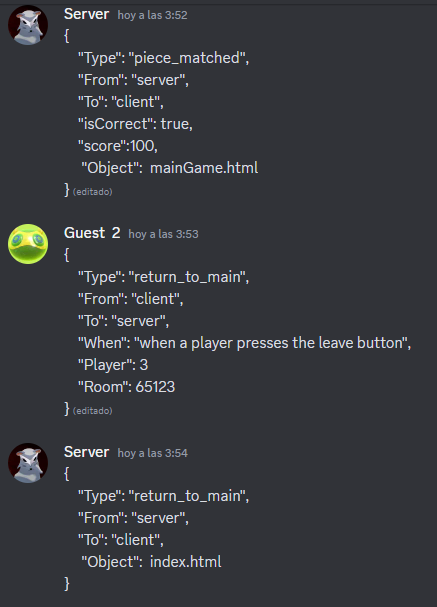 Server hoy a las 3:52
{
"Type": "piece_matched",
"From": "server",
"To": "client",
"isCorrect": true,
"score":100,
"Object": mainGame.html
} (editado)
Guest 2 hoy a las 3:53
{
"Type": "return_to_main",
"From": "client",
"To": "server",
"When": "when a player presses the leave button",
"Player": 3
"Room": 65123
} (editado)
Server hoy a las 3:54
{
"Type": "return_to_main",
"From": "server",
"To": "client",
"Object": index.html
}